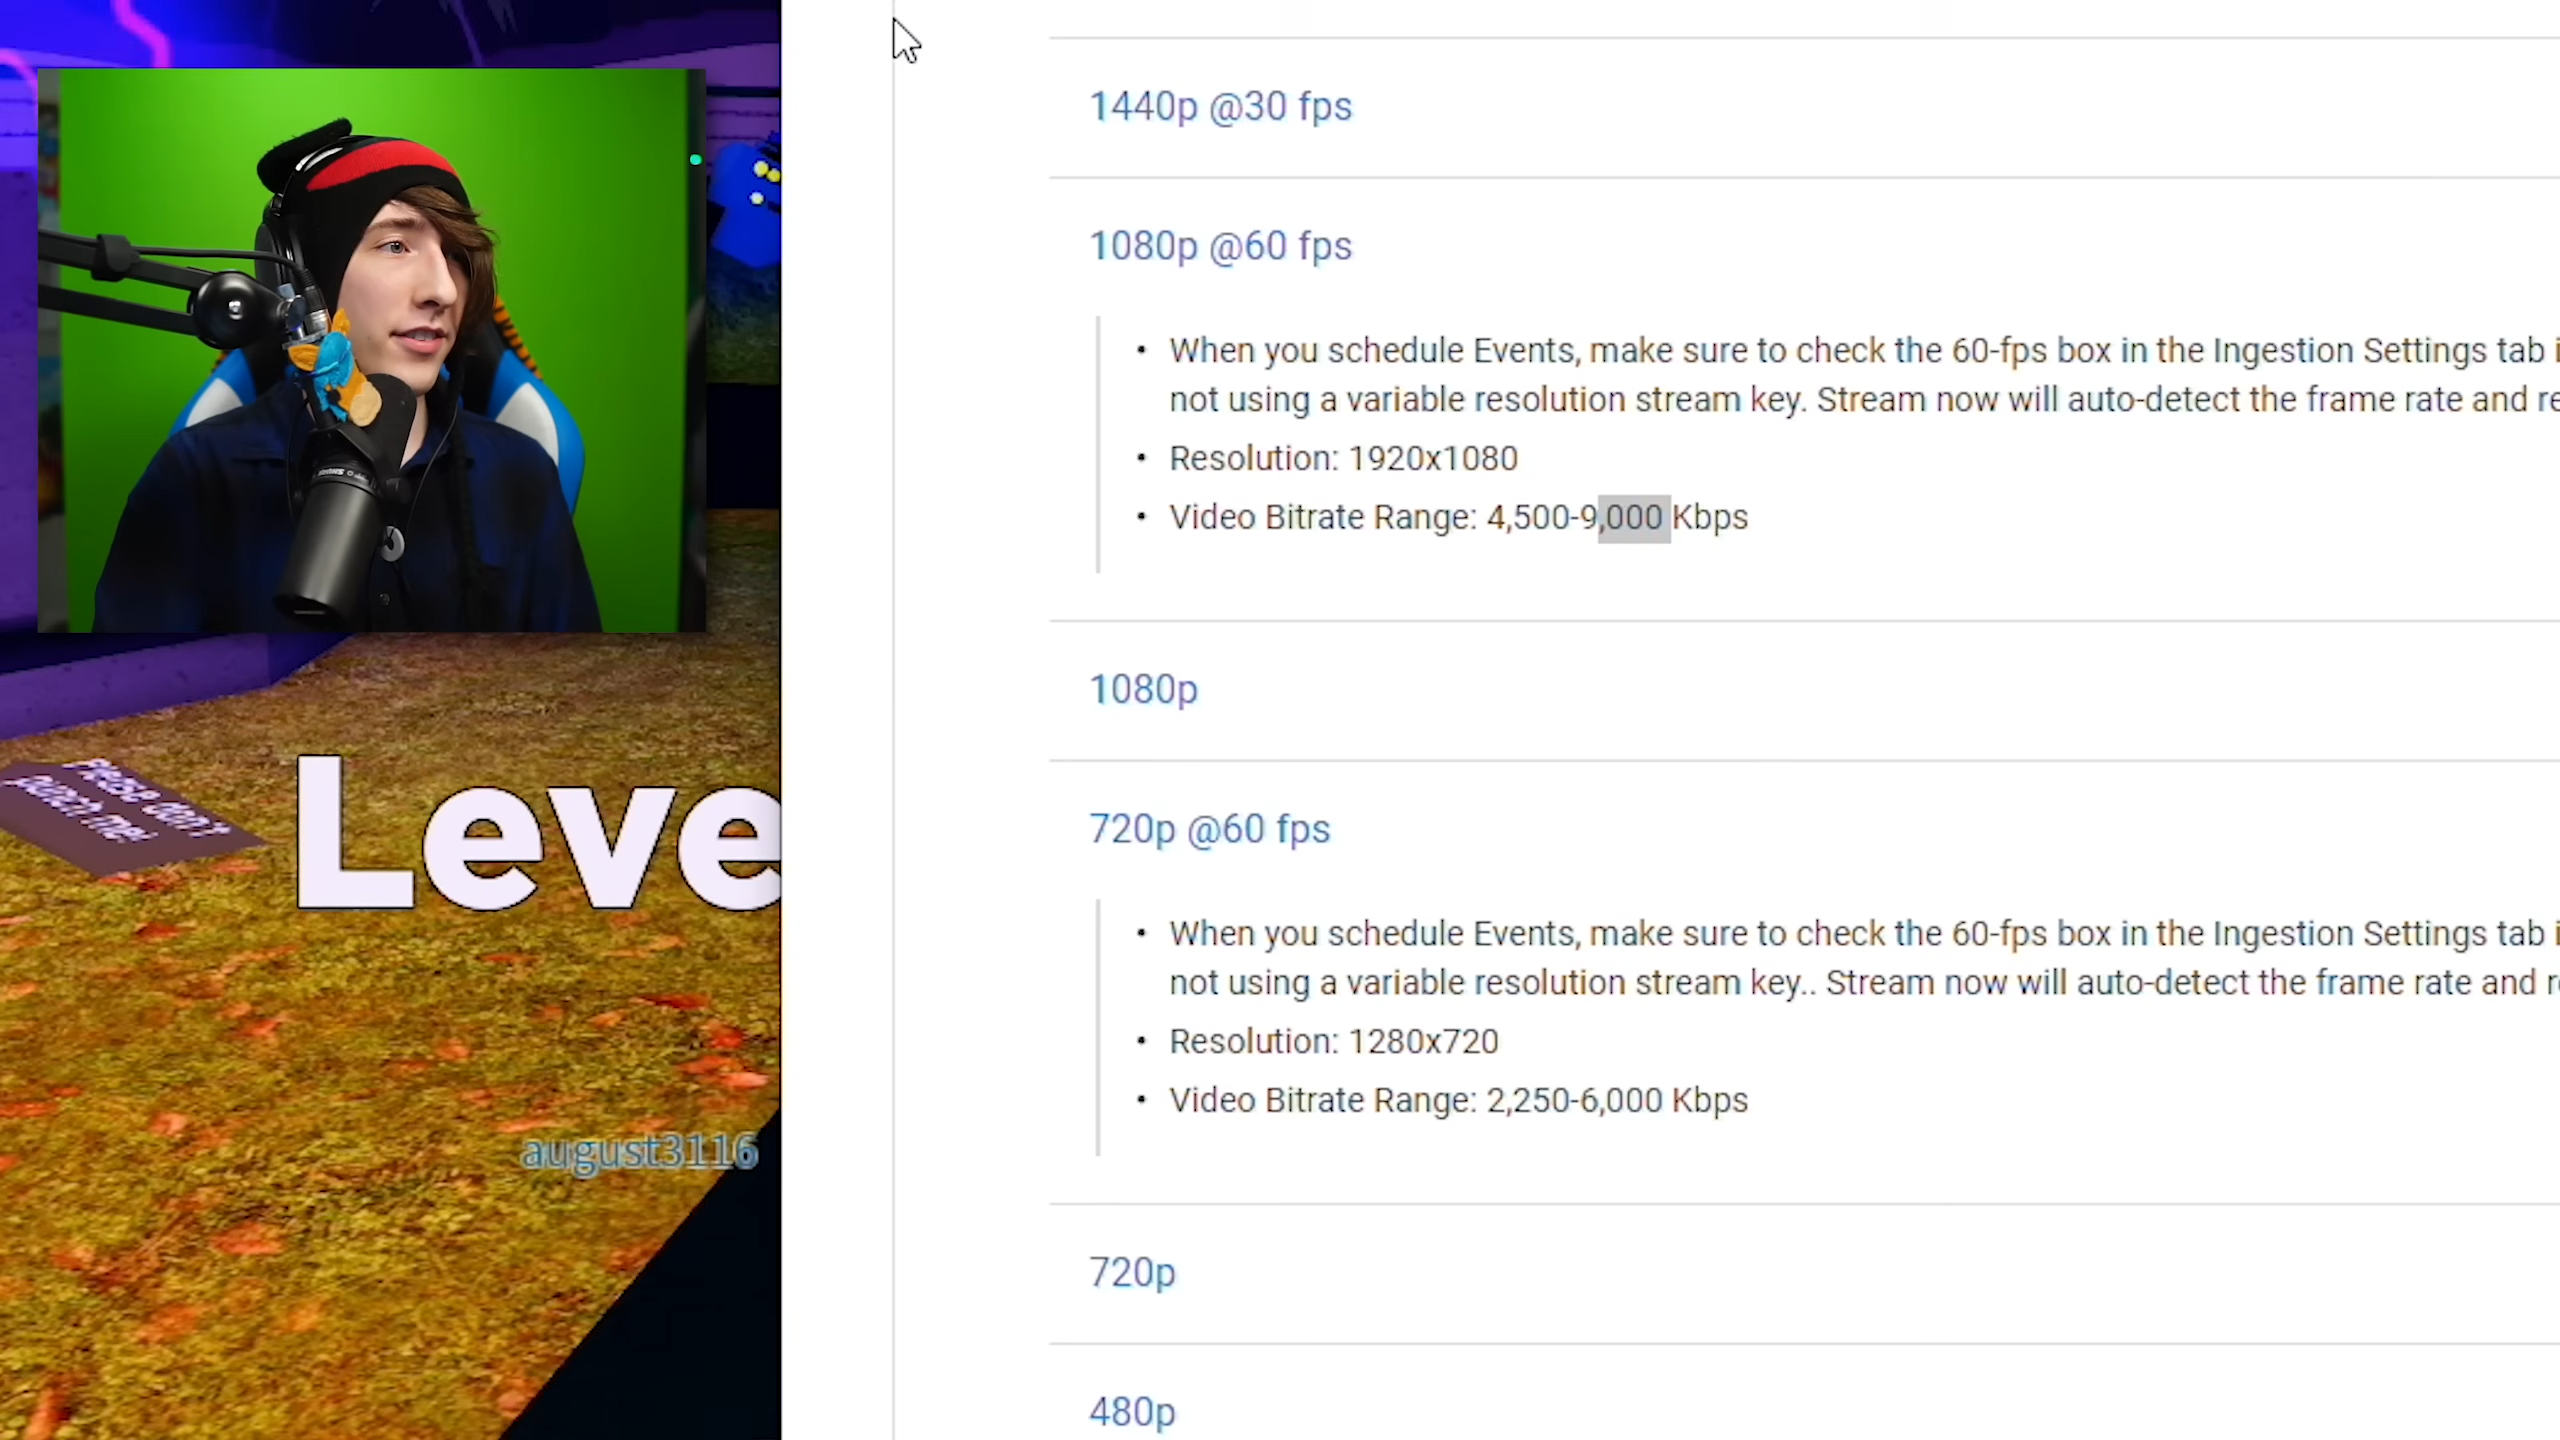 1440p @30 fps
1080p @60 fps
• When you schedule Events, make sure to check the 60-fps box in the Ingestion Settings tab i
not using a variable resolution stream key. Stream now will auto-detect the frame rate and re
• Resolution: 1920x1080
• Video Bitrate Range: 4,500-9,000 Kbps
1080p
720p @60 fps
• When you schedule Events, make sure to check the 60-fps box in the Ingestion Settings tab i
not using a variable resolution stream key.. Stream now will auto-detect the frame rate and r
• Resolution: 1280x720
• Video Bitrate Range: 2,250-6,000 Kbps
720p
480p
Please don't
Leve
august3116